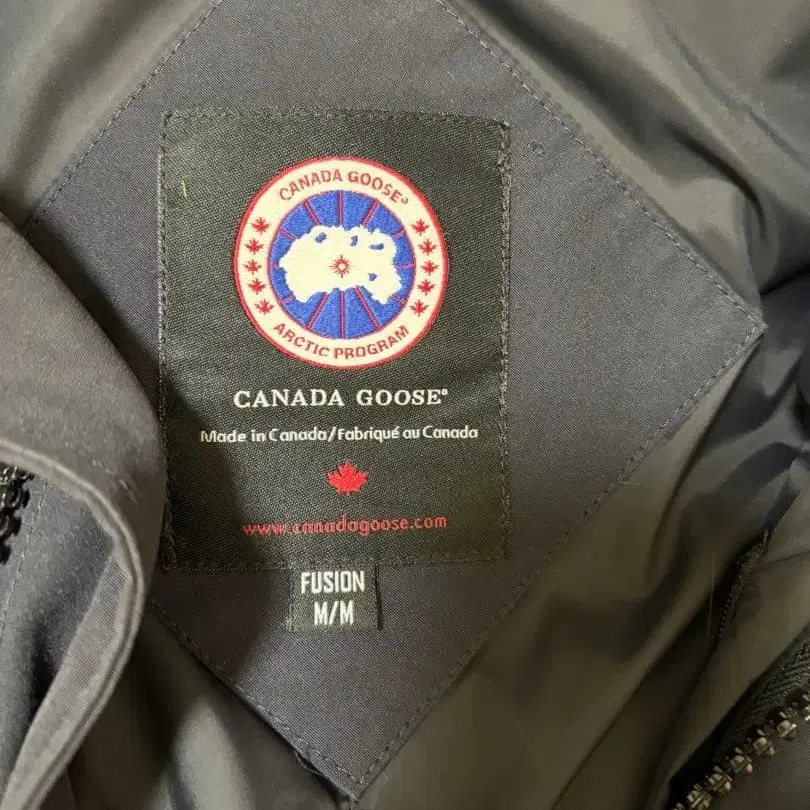 CANADA GOOSE®
ARCTIC PROGRAM
CANADA GOOSE®
Made in Canada/Fabriqué au Canada
www.canadagoose.com
FUSION
M/M